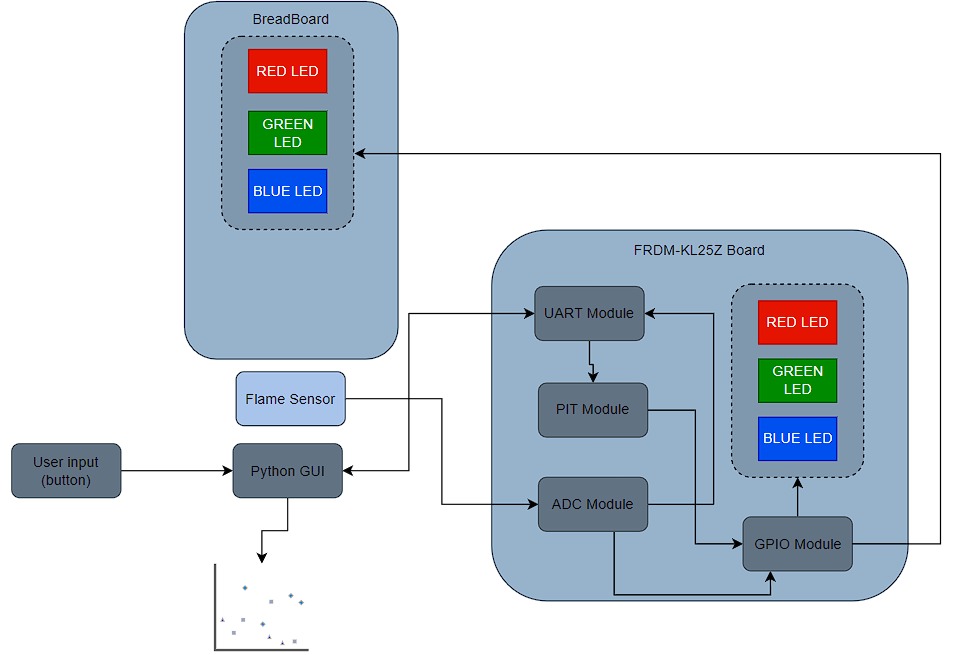 BreadBoard
RED LED
GREEN
LED
BLUE LED
FRDM-KL25Z Board
UART Module
RED LED
GREEN
LED
PIT Module
BLUE LED
Flame Sensor
User input
(button)
Python GUI
ADC Module
GPIO Module